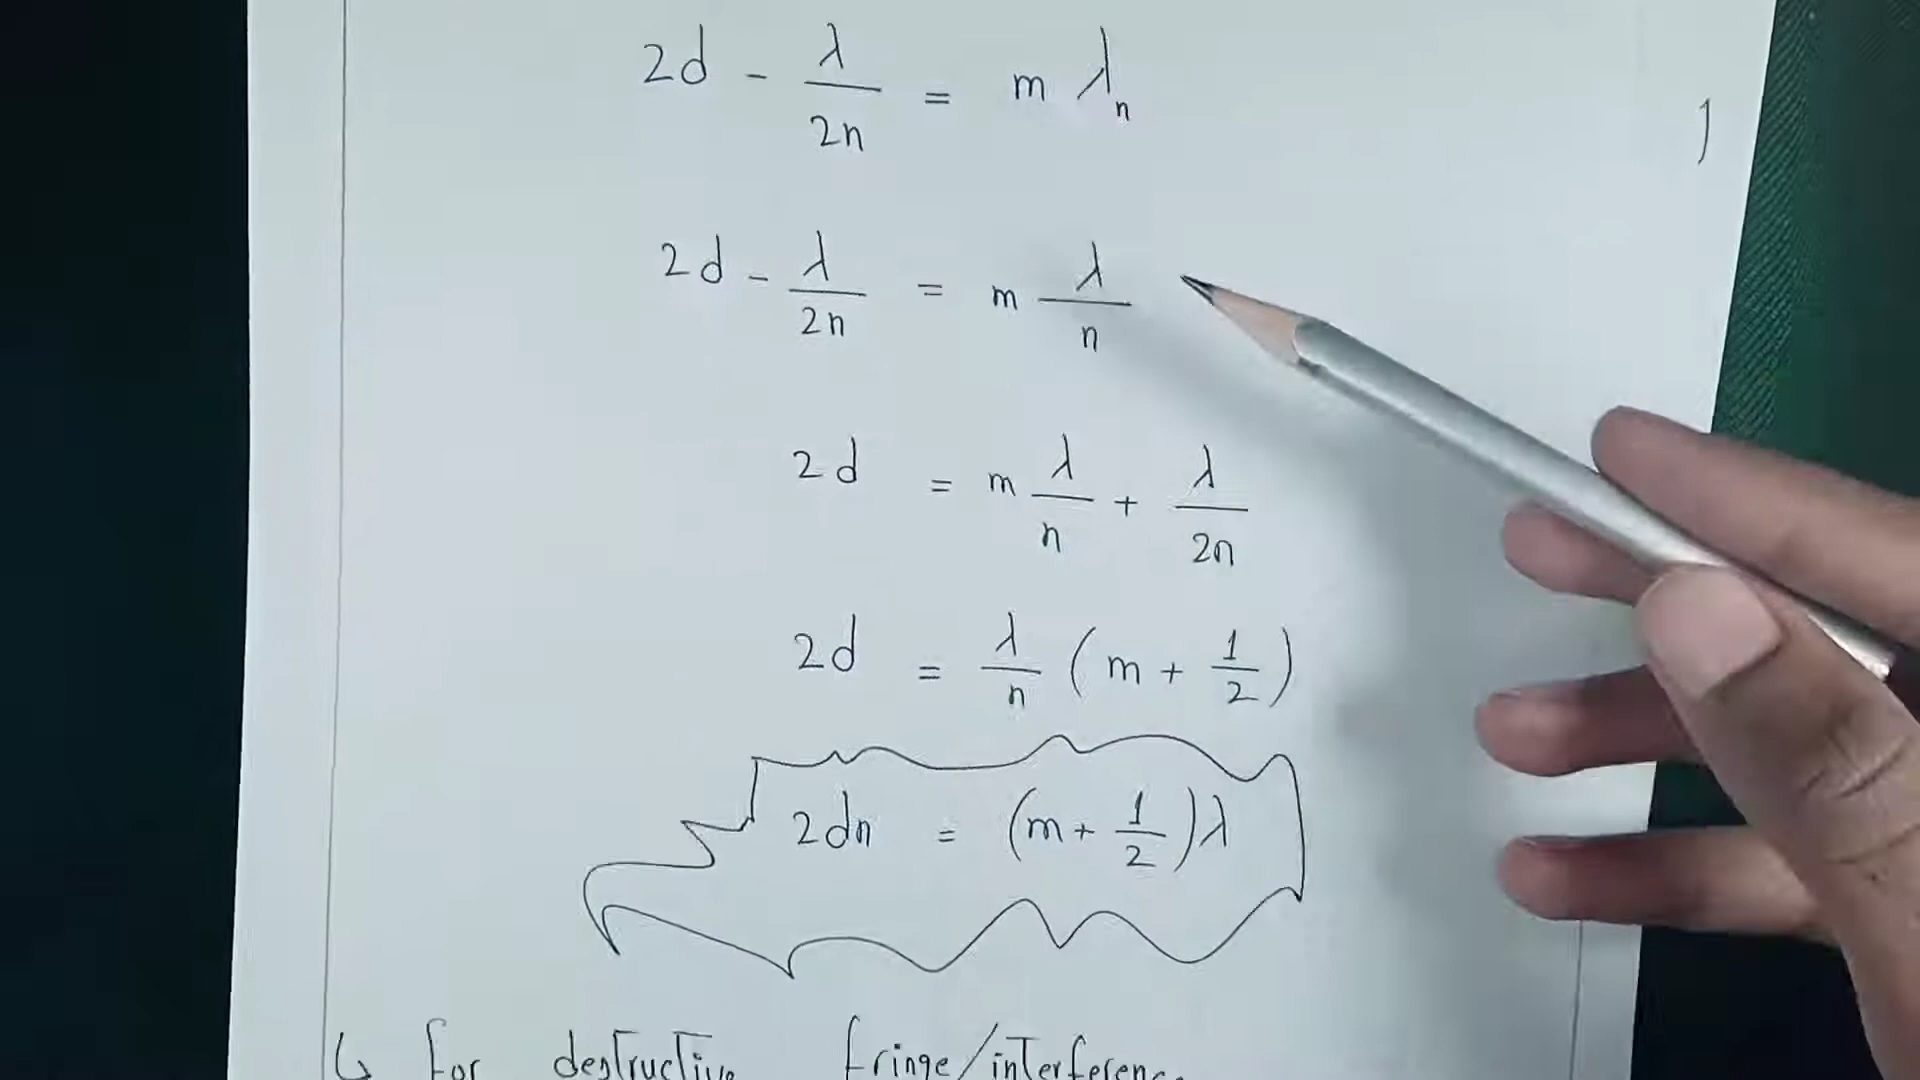 2d - λ/2n = m λₙ
2d - λ/2n = m λ/n
2d = m λ/n + λ/2n
2d = λ/n (m + 1/2)
2dn = (m + 1/2)λ
↳ For destructive fringe/interference